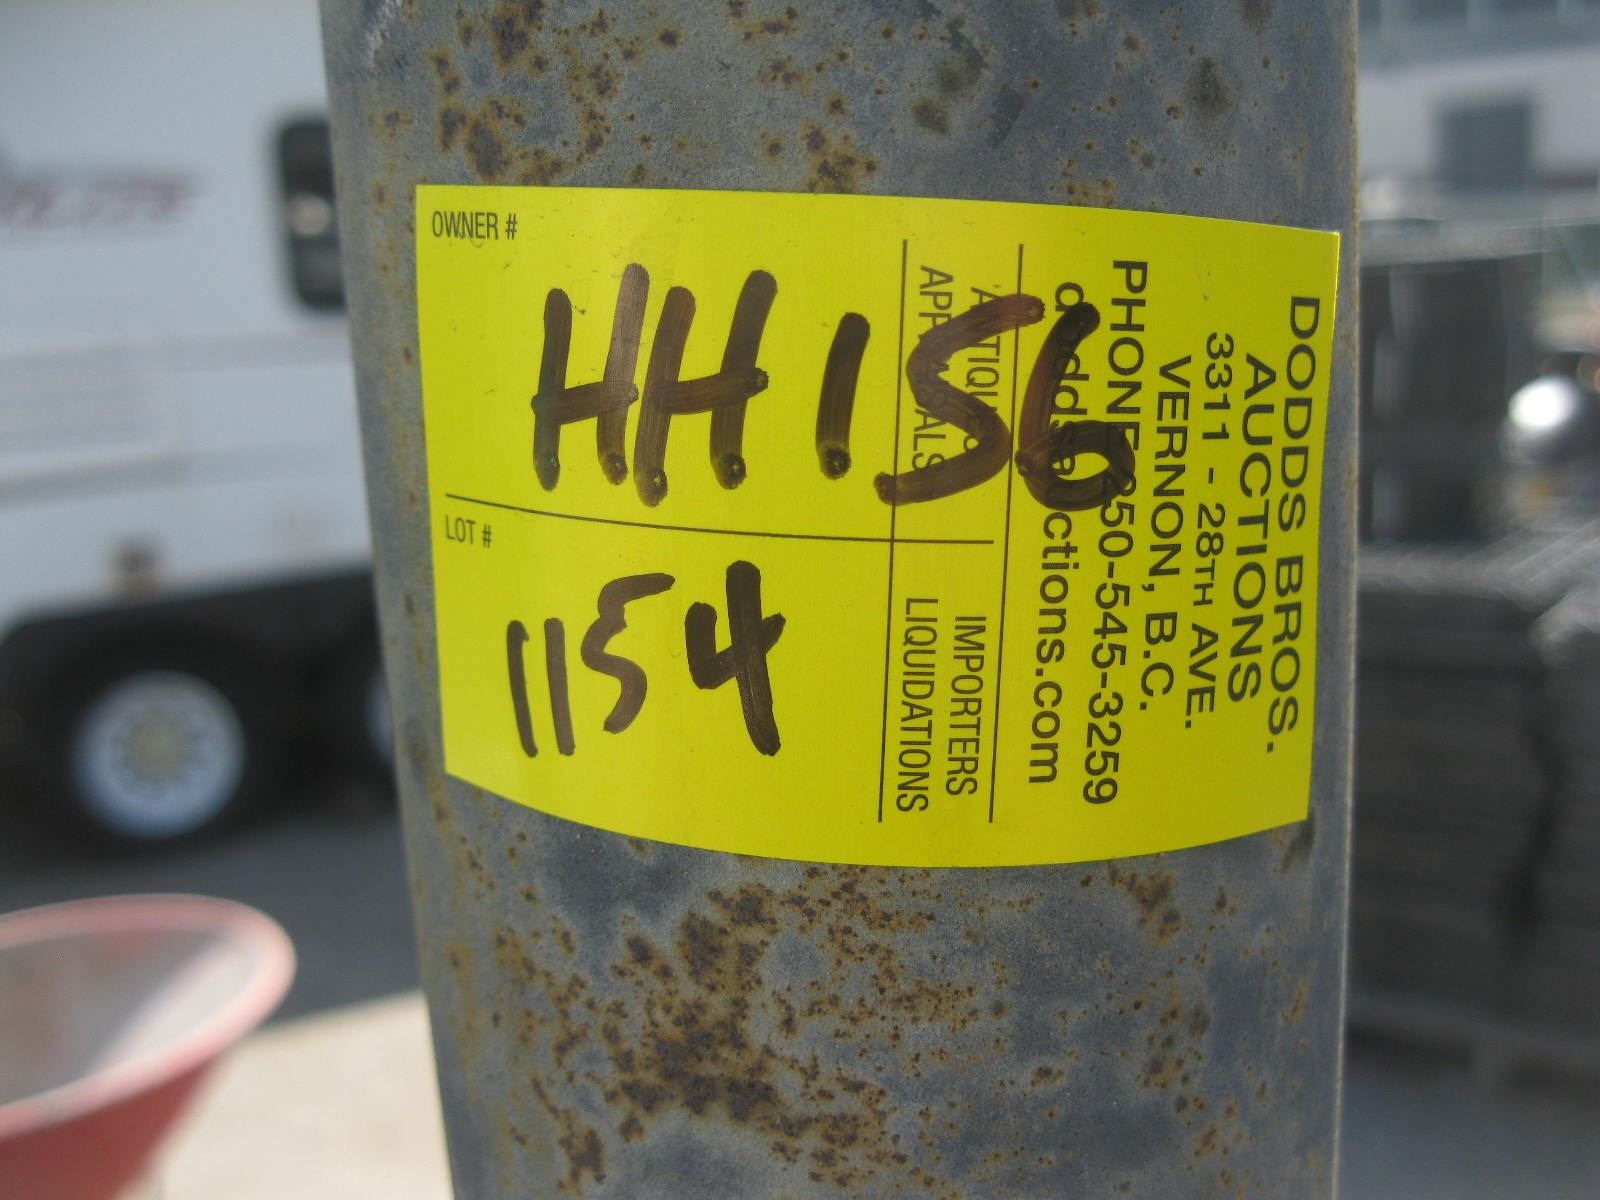 OWNER #
HH156
LOT #
1154
DODDS BROS.
AUCTIONS
3311 - 28TH AVE.
VERNON, B.C.
PHONE 250-545-3259
doddsauctions.com
ANTIQUES IMPORTERS
APPRAISALS LIQUIDATIONS